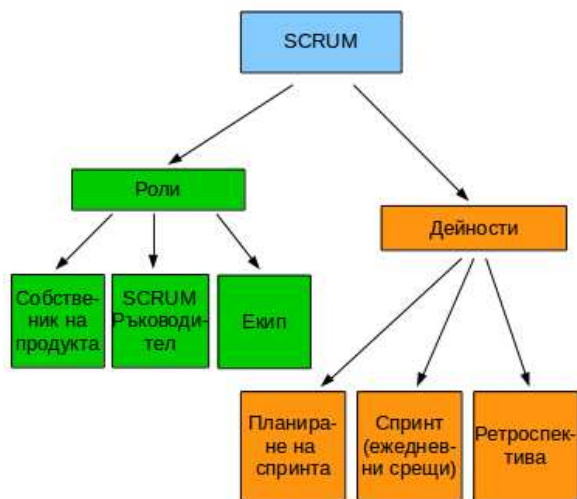 SCRUM
Роли
Дейности
Собстве-
ник на
продукта
SCRUM
Ръководи-
тел
Екип
Планира-
не на
спринта
Спринт
(ежеднев-
ни срещи)
Ретроспек-
тива